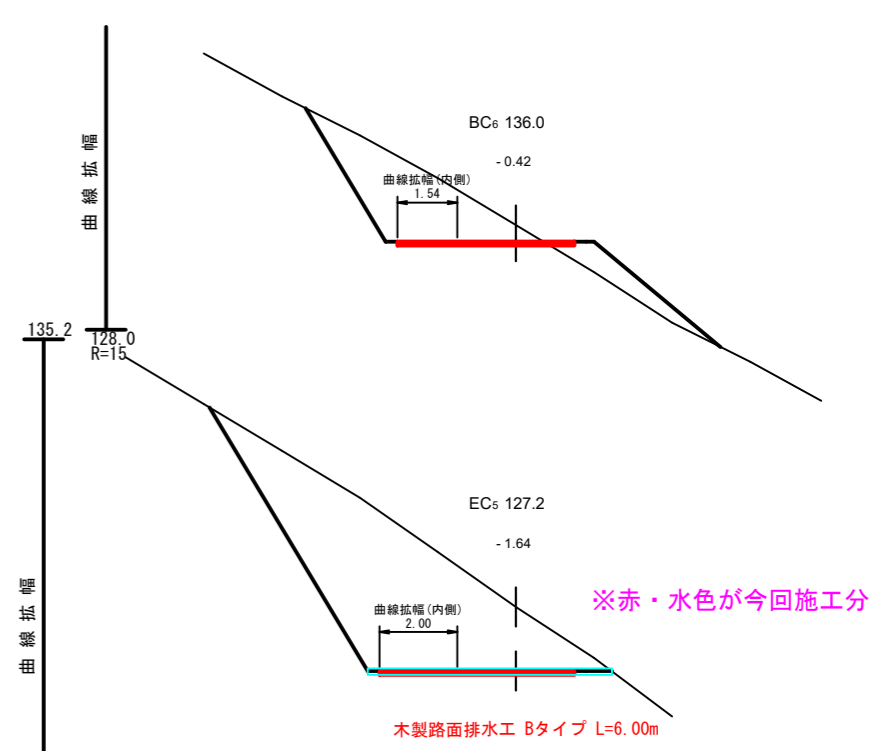 BC6 136.0
-0.42
曲線拡幅
曲線拡幅(内側)
1.54
135.2
128.0
R=15
EC5 127.2
-1.64
※赤・水色が今回施工分
曲線拡幅
曲線拡幅(内側)
2.00
木製路面排水工 Bタイプ L=6.00m